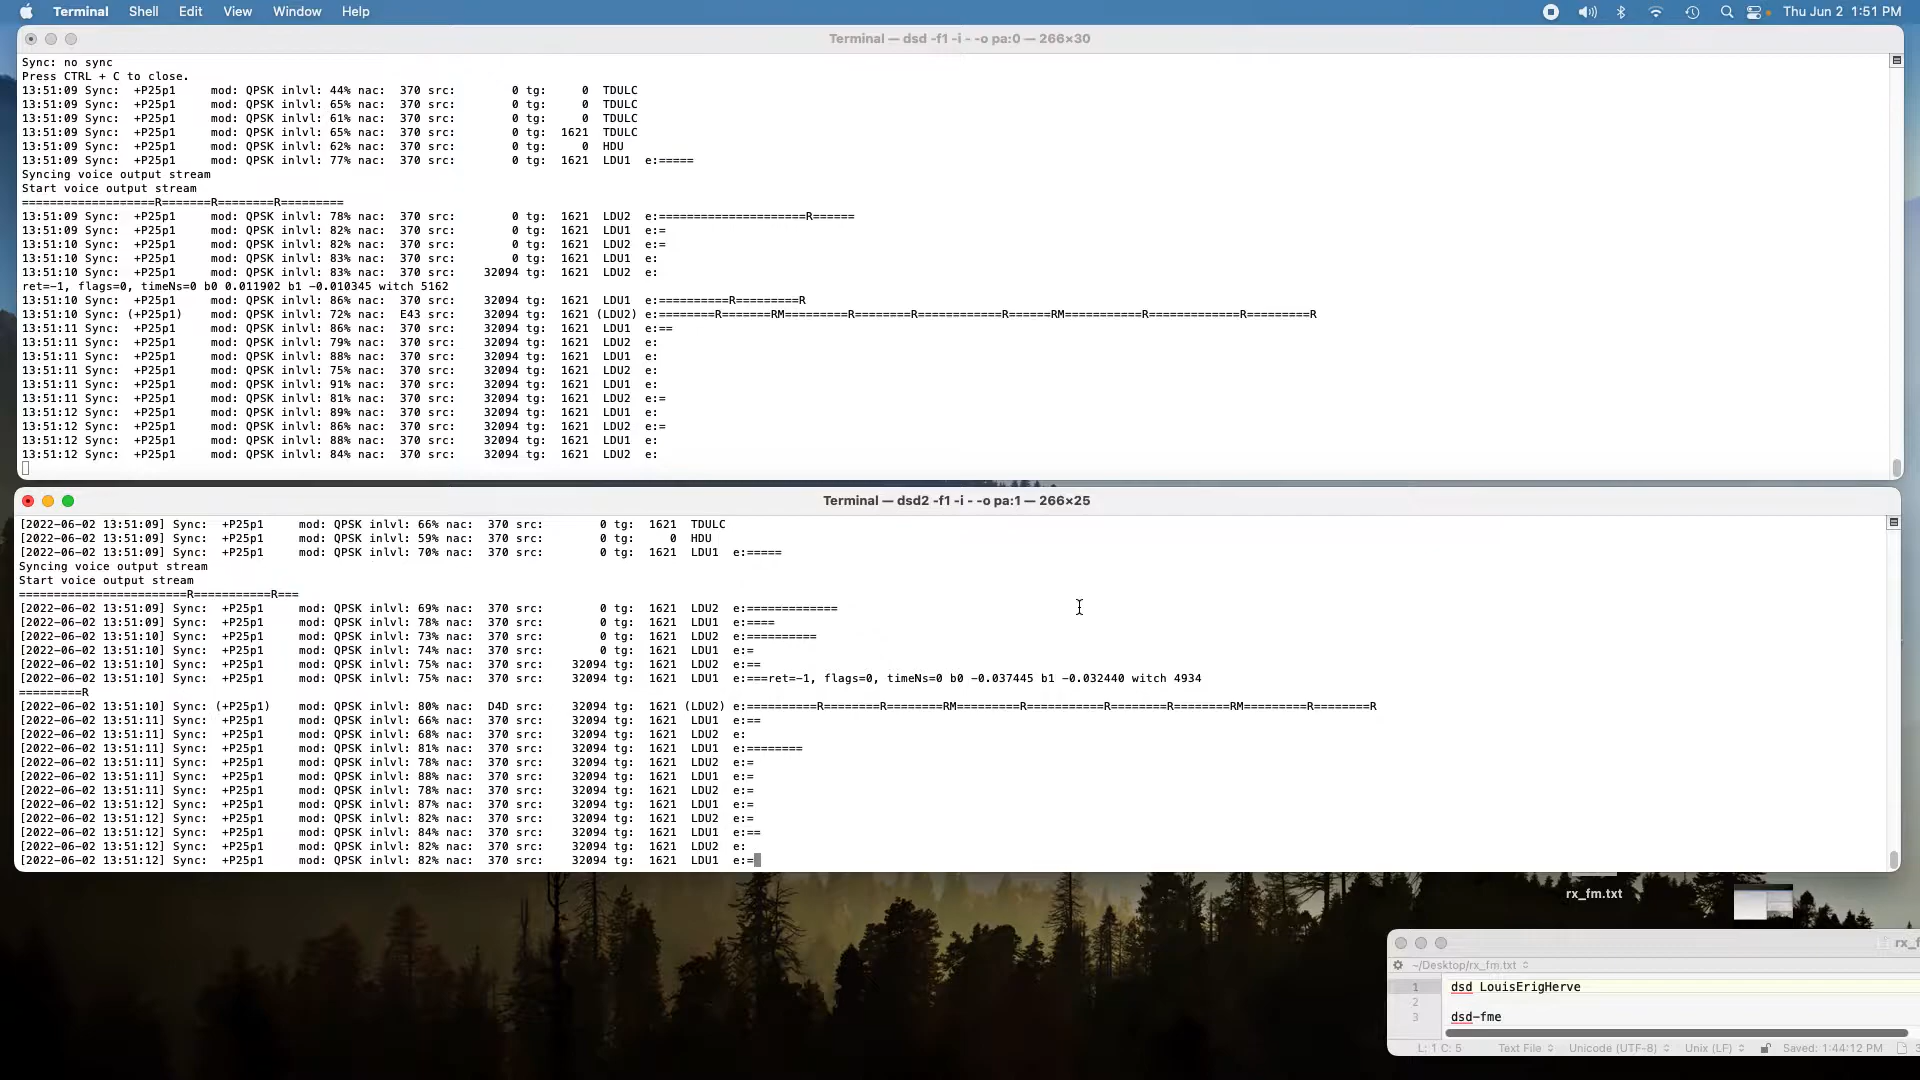 Terminal Shell Edit View Window Help Thu Jun 2 1:51 PM
Terminal — dsd -f1 -i - -o pa:0 — 266×30
Sync: no sync
Press CTRL + C to close.
13:51:09 Sync: +P25p1 mod: QPSK inlvl: 44% nac: 370 src: 0 tg: 0 TDULC
13:51:09 Sync: +P25p1 mod: QPSK inlvl: 65% nac: 370 src: 0 tg: 0 TDULC
13:51:09 Sync: +P25p1 mod: QPSK inlvl: 61% nac: 370 src: 0 tg: 0 TDULC
13:51:09 Sync: +P25p1 mod: QPSK inlvl: 65% nac: 370 src: 0 tg: 1621 TDULC
13:51:09 Sync: +P25p1 mod: QPSK inlvl: 62% nac: 370 src: 0 tg: 0 HDU
13:51:09 Sync: +P25p1 mod: QPSK inlvl: 77% nac: 370 src: 0 tg: 1621 LDU1 e:=====
Syncing voice output stream
Start voice output stream
===================R=======R========R=========
13:51:09 Sync: +P25p1 mod: QPSK inlvl: 78% nac: 370 src: 0 tg: 1621 LDU2 e:=====================R======
13:51:09 Sync: +P25p1 mod: QPSK inlvl: 82% nac: 370 src: 0 tg: 1621 LDU1 e:=
13:51:10 Sync: +P25p1 mod: QPSK inlvl: 82% nac: 370 src: 0 tg: 1621 LDU2 e:=
13:51:10 Sync: +P25p1 mod: QPSK inlvl: 83% nac: 370 src: 0 tg: 1621 LDU1 e:
13:51:10 Sync: +P25p1 mod: QPSK inlvl: 83% nac: 370 src: 32094 tg: 1621 LDU2 e:
ret=-1, flags=0, timeNs=0 b0 0.011902 b1 -0.010345 witch 5162
13:51:10 Sync: +P25p1 mod: QPSK inlvl: 86% nac: 370 src: 32094 tg: 1621 LDU1 e:==========R=========R
13:51:10 Sync: (+P25p1) mod: QPSK inlvl: 72% nac: E43 src: 32094 tg: 1621 (LDU2) e:========R=======RM=========R========R============R======RM===========R=============R=========R
13:51:11 Sync: +P25p1 mod: QPSK inlvl: 86% nac: 370 src: 32094 tg: 1621 LDU1 e:==
13:51:11 Sync: +P25p1 mod: QPSK inlvl: 79% nac: 370 src: 32094 tg: 1621 LDU2 e:
13:51:11 Sync: +P25p1 mod: QPSK inlvl: 88% nac: 370 src: 32094 tg: 1621 LDU1 e:
13:51:11 Sync: +P25p1 mod: QPSK inlvl: 75% nac: 370 src: 32094 tg: 1621 LDU2 e:
13:51:11 Sync: +P25p1 mod: QPSK inlvl: 91% nac: 370 src: 32094 tg: 1621 LDU1 e:
13:51:11 Sync: +P25p1 mod: QPSK inlvl: 81% nac: 370 src: 32094 tg: 1621 LDU2 e:=
13:51:12 Sync: +P25p1 mod: QPSK inlvl: 89% nac: 370 src: 32094 tg: 1621 LDU1 e:
13:51:12 Sync: +P25p1 mod: QPSK inlvl: 86% nac: 370 src: 32094 tg: 1621 LDU2 e:=
13:51:12 Sync: +P25p1 mod: QPSK inlvl: 88% nac: 370 src: 32094 tg: 1621 LDU1 e:
13:51:12 Sync: +P25p1 mod: QPSK inlvl: 84% nac: 370 src: 32094 tg: 1621 LDU2 e:
Terminal — dsd2 -f1 -i - -o pa:1 — 266×25
[2022-06-02 13:51:09] Sync: +P25p1 mod: QPSK inlvl: 66% nac: 370 src: 0 tg: 1621 TDULC
[2022-06-02 13:51:09] Sync: +P25p1 mod: QPSK inlvl: 59% nac: 370 src: 0 tg: 0 HDU
[2022-06-02 13:51:09] Sync: +P25p1 mod: QPSK inlvl: 70% nac: 370 src: 0 tg: 1621 LDU1 e:=====
Syncing voice output stream
Start voice output stream
========================R===========R===
[2022-06-02 13:51:09] Sync: +P25p1 mod: QPSK inlvl: 69% nac: 370 src: 0 tg: 1621 LDU2 e:=============
[2022-06-02 13:51:09] Sync: +P25p1 mod: QPSK inlvl: 78% nac: 370 src: 0 tg: 1621 LDU1 e:====
[2022-06-02 13:51:10] Sync: +P25p1 mod: QPSK inlvl: 73% nac: 370 src: 0 tg: 1621 LDU2 e:==========
[2022-06-02 13:51:10] Sync: +P25p1 mod: QPSK inlvl: 74% nac: 370 src: 0 tg: 1621 LDU1 e:=
[2022-06-02 13:51:10] Sync: +P25p1 mod: QPSK inlvl: 75% nac: 370 src: 32094 tg: 1621 LDU2 e:==
[2022-06-02 13:51:10] Sync: +P25p1 mod: QPSK inlvl: 75% nac: 370 src: 32094 tg: 1621 LDU1 e:===ret=-1, flags=0, timeNs=0 b0 -0.037445 b1 -0.032440 witch 4934
=========R
[2022-06-02 13:51:10] Sync: (+P25p1) mod: QPSK inlvl: 80% nac: D4D src: 32094 tg: 1621 (LDU2) e:==========R========R========RM=========R===========R========R========RM=========R========R
[2022-06-02 13:51:11] Sync: +P25p1 mod: QPSK inlvl: 66% nac: 370 src: 32094 tg: 1621 LDU1 e:==
[2022-06-02 13:51:11] Sync: +P25p1 mod: QPSK inlvl: 68% nac: 370 src: 32094 tg: 1621 LDU2 e:
[2022-06-02 13:51:11] Sync: +P25p1 mod: QPSK inlvl: 81% nac: 370 src: 32094 tg: 1621 LDU1 e:========
[2022-06-02 13:51:11] Sync: +P25p1 mod: QPSK inlvl: 78% nac: 370 src: 32094 tg: 1621 LDU2 e:=
[2022-06-02 13:51:11] Sync: +P25p1 mod: QPSK inlvl: 88% nac: 370 src: 32094 tg: 1621 LDU1 e:=
[2022-06-02 13:51:11] Sync: +P25p1 mod: QPSK inlvl: 78% nac: 370 src: 32094 tg: 1621 LDU2 e:=
[2022-06-02 13:51:12] Sync: +P25p1 mod: QPSK inlvl: 87% nac: 370 src: 32094 tg: 1621 LDU1 e:=
[2022-06-02 13:51:12] Sync: +P25p1 mod: QPSK inlvl: 82% nac: 370 src: 32094 tg: 1621 LDU2 e:=
[2022-06-02 13:51:12] Sync: +P25p1 mod: QPSK inlvl: 84% nac: 370 src: 32094 tg: 1621 LDU1 e:==
[2022-06-02 13:51:12] Sync: +P25p1 mod: QPSK inlvl: 82% nac: 370 src: 32094 tg: 1621 LDU2 e:
[2022-06-02 13:51:12] Sync: +P25p1 mod: QPSK inlvl: 82% nac: 370 src: 32094 tg: 1621 LDU1 e:=
rx_fm.txt
~/Desktop/rx_fm.txt
1 dsd LouisErigHerve
2
3 dsd-fme
L: 1 C: 5 Text File Unicode (UTF-8) Unix (LF) Saved: 1:44:12 PM